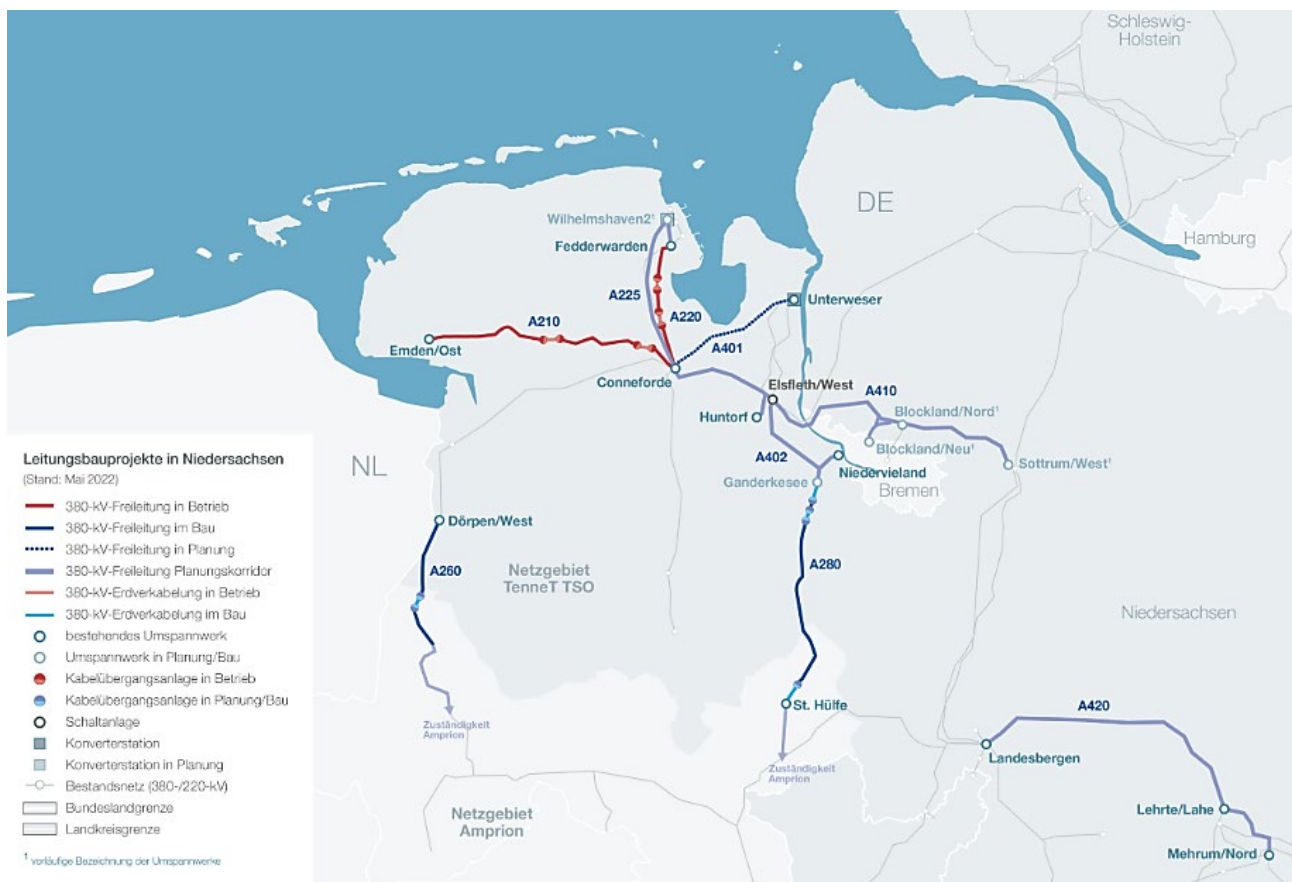 Schleswig-
Holstein
DE
Hamburg
Wilhelmshaven2¹
Fedderwarden
A225
A220
A210
Unterweser
A401
Emden/Ost
Conneforde
Elsfleth/West
A410
Huntorf
Blockland/Nord¹
Blockland/Neu¹
A402
Niedervieland
Sottrum/West¹
Ganderkesee
Bremen
NL
Dörpen/West
A260
Netzgebiet
TenneT TSO
A280
Niedersachsen
St. Hülfe
Zuständigkeit
Amprion
Zuständigkeit
Amprion
A420
Landesbergen
Netzgebiet
Amprion
Lehrte/Lahe
Mehrum/Nord
Leitungsbauprojekte in Niedersachsen
(Stand: Mai 2022)
380-kV-Freileitung in Betrieb
380-kV-Freileitung im Bau
380-kV-Freileitung in Planung
380-kV-Freileitung Planungskorridor
380-kV-Erdverkabelung in Betrieb
380-kV-Erdverkabelung im Bau
bestehendes Umspannwerk
Umspannwerk in Planung/Bau
Kabelübergangsanlage in Betrieb
Kabelübergangsanlage in Planung/Bau
Schaltanlage
Konverterstation
Konverterstation in Planung
Bestandsnetz (380-/220-kV)
Bundeslandgrenze
Landkreisgrenze
¹ vorläufige Bezeichnung der Umspannwerke